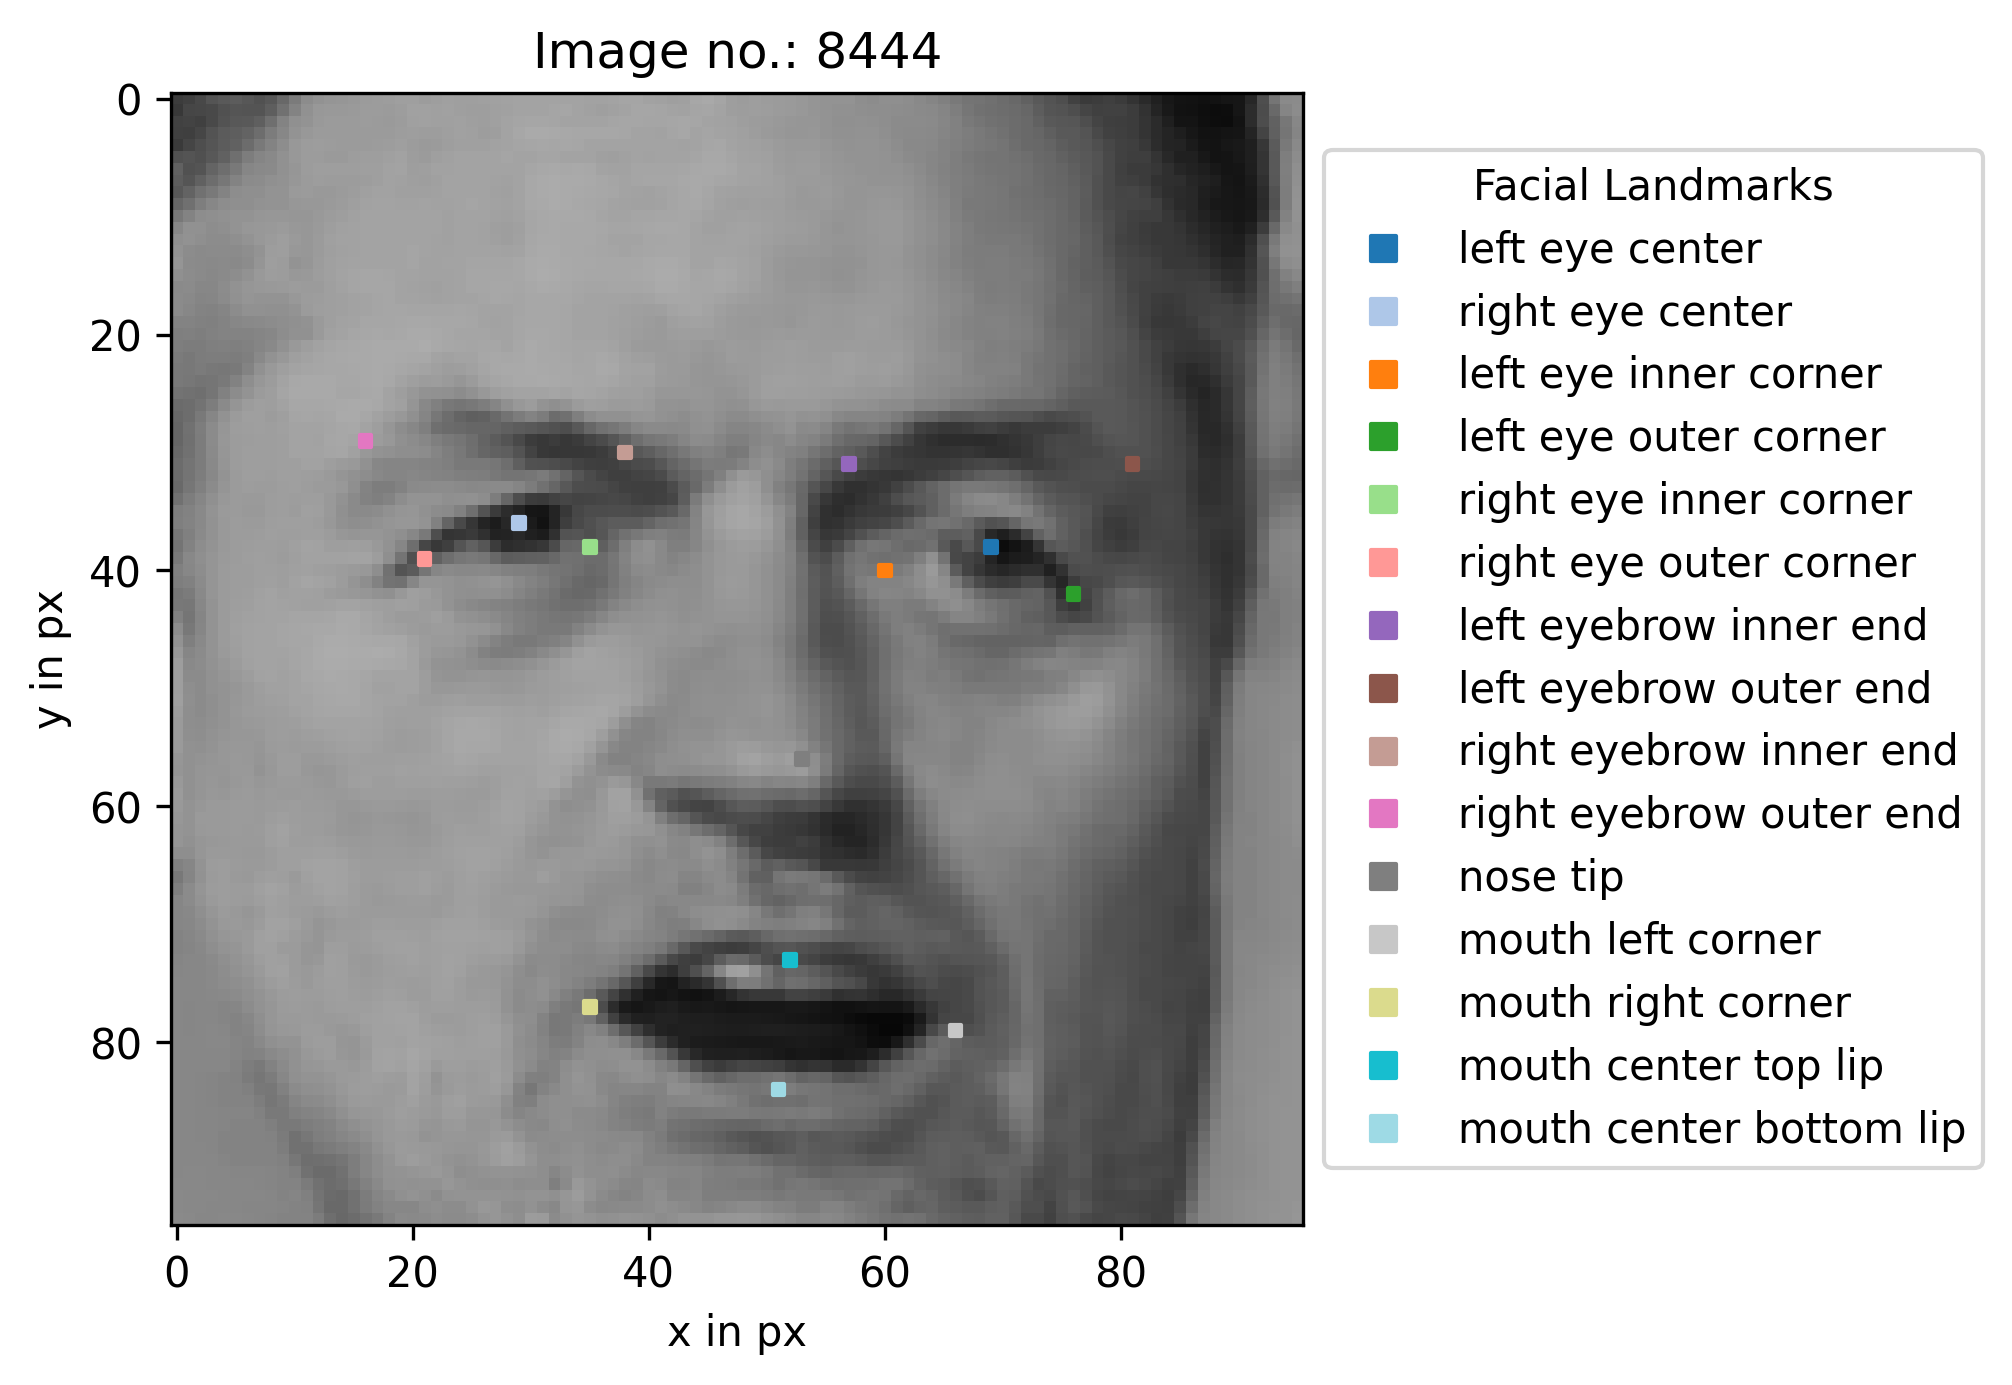 Image no.: 8444
0
20
40
60
80
y in px
0 20 40 60 80
x in px
Facial Landmarks
left eye center
right eye center
left eye inner corner
left eye outer corner
right eye inner corner
right eye outer corner
left eyebrow inner end
left eyebrow outer end
right eyebrow inner end
right eyebrow outer end
nose tip
mouth left corner
mouth right corner
mouth center top lip
mouth center bottom lip